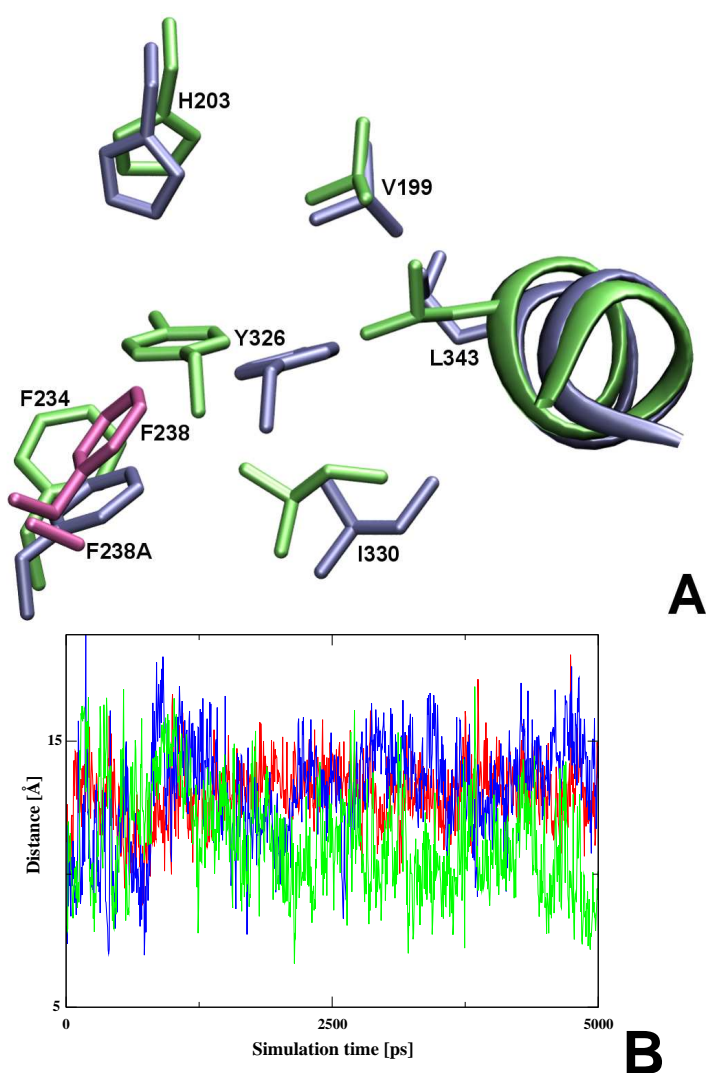 H203
V199
Y326
L343
F234
F238
F238A
I330
A
15
Distance [Å]
5
0
2500
5000
Simulation time [ps]
B